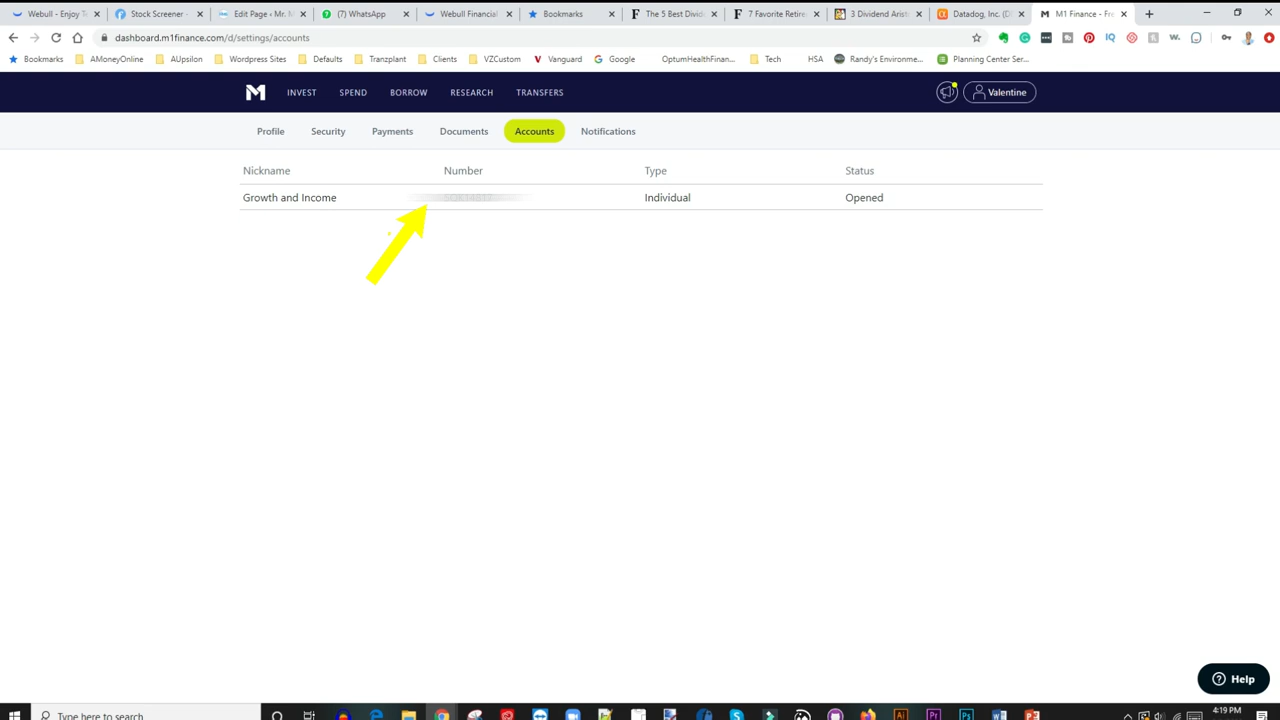 Webull - Enjoy Te
Stock Screener -
Edit Page ‹ Mr. M
(7) WhatsApp
Webull Financial
Bookmarks
The 5 Best Divide
7 Favorite Retire
3 Dividend Arist
Datadog, Inc. (D
M1 Finance - Fre
dashboard.m1finance.com/d/settings/accounts
Bookmarks
AMoneyOnline
AUpsilon
Wordpress Sites
Defaults
Tranzplant
Clients
VZCustom
Vanguard
Google
OptumHealthFinan...
Tech
HSA
Randy's Environme...
Planning Center Ser...
INVEST
SPEND
BORROW
RESEARCH
TRANSFERS
Valentine
Profile
Security
Payments
Documents
Accounts
Notifications
Nickname Number Type Status
Growth and Income Individual Opened
Help
Type here to search
4:19 PM